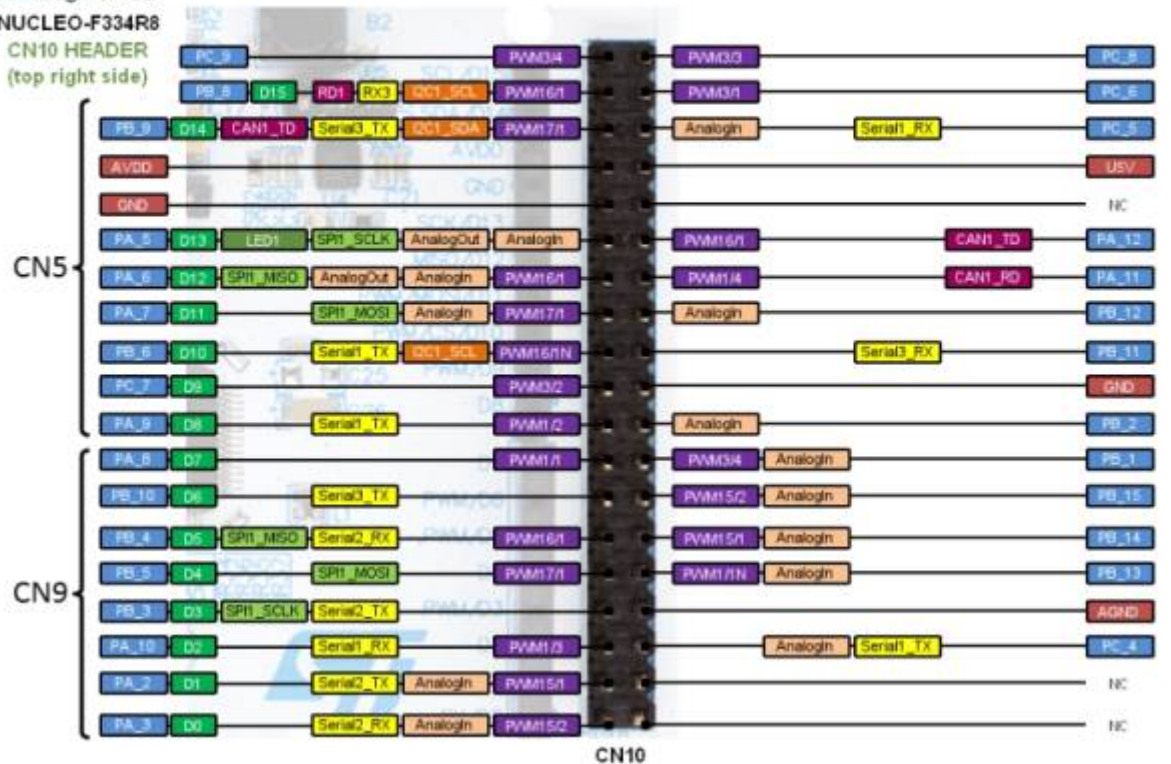 NUCLEO-F334R8
CN10 HEADER
(top right side)
PC_9 PWM3/4 PWM3/3 PC_8
PB_8 D15 RD1 RX3 I2C1_SCL PWM16/1 PWM3/1 PC_6
PB_9 D14 CAN1_TD Serial3_TX I2C1_SDA PWM17/1 AnalogIn Serial1_RX PC_5
AVDD U5V
GND NC
PA_5 D13 LED1 SPI1_SCLK AnalogOut AnalogIn PWM16/1 CAN1_TD PA_12
CN5
PA_6 D12 SPI1_MISO AnalogOut AnalogIn PWM16/1 PWM1/4 CAN1_RD PA_11
PA_7 D11 SPI1_MOSI AnalogIn PWM17/1 AnalogIn PB_12
PB_6 D10 Serial1_TX I2C1_SCL PWM16/1N Serial3_RX PB_11
PC_7 D9 PWM3/2 GND
PA_9 D8 Serial1_TX PWM1/2 AnalogIn PB_2
PA_8 D7 PWM1/1 PWM3/4 AnalogIn PB_1
PB_10 D6 Serial3_TX PWM15/2 AnalogIn PB_15
PB_4 D5 SPI1_MISO Serial2_RX PWM16/1 PWM15/1 AnalogIn PB_14
PB_5 D4 SPI1_MOSI PWM17/1 PWM1/1N AnalogIn PB_13
CN9
PB_3 D3 SPI1_SCLK Serial2_TX AGND
PA_10 D2 Serial1_RX PWM1/3 AnalogIn Serial1_TX PC_4
PA_2 D1 Serial2_TX AnalogIn PWM15/1 NC
PA_3 D0 Serial2_RX AnalogIn PWM15/2 NC
CN10